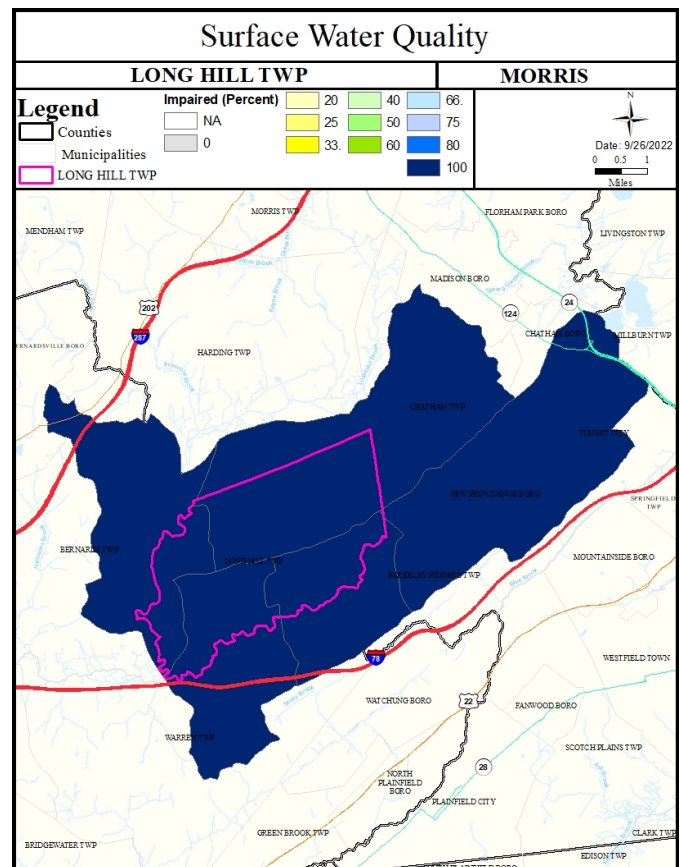 Surface Water Quality
LONG HILL TWP
MORRIS
Legend
Counties
Municipalities
LONG HILL TWP
Impaired (Percent)
NA
0
20
25
33.
40
50
60
66.
75
80
100
N
Date: 9/26/2022
0 0.5 1
Miles
MORRIS TWP
FLORHAM PARK BORO
MENDHAM TWP
LIVINGSTON TWP
MADISON BORO
202
24
124
287
CHATHAM BORO
MILLBURN TWP
HARDING TWP
CHATHAM TWP
SUMMIT CITY
NEW PROVIDENCE BORO
SPRINGFIELD
TWP
BERNARDS TWP
LONG HILL TWP
MOUNTAINSIDE BORO
BERKELEY HEIGHTS TWP
78
WESTFIELD TOWN
WATCHUNG BORO
22
FANWOOD BORO
WARREN TWP
SCOTCH PLAINS TWP
28
NORTH
PLAINFIELD
BORO
PLAINFIELD CITY
GREEN BROOK TWP
CLARK TWP
BRIDGEWATER TWP
EDISON TWP